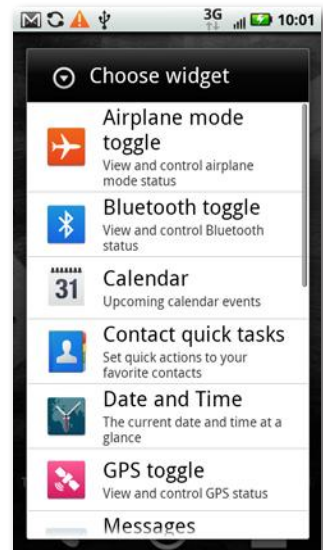 3G 10:01
Choose widget
Airplane mode
toggle
View and control airplane
mode status
Bluetooth toggle
View and control Bluetooth
status
31
Calendar
Upcoming calendar events
Contact quick tasks
Set quick actions to your
favorite contacts
Date and Time
The current date and time at a
glance
GPS toggle
View and control GPS status
Messages